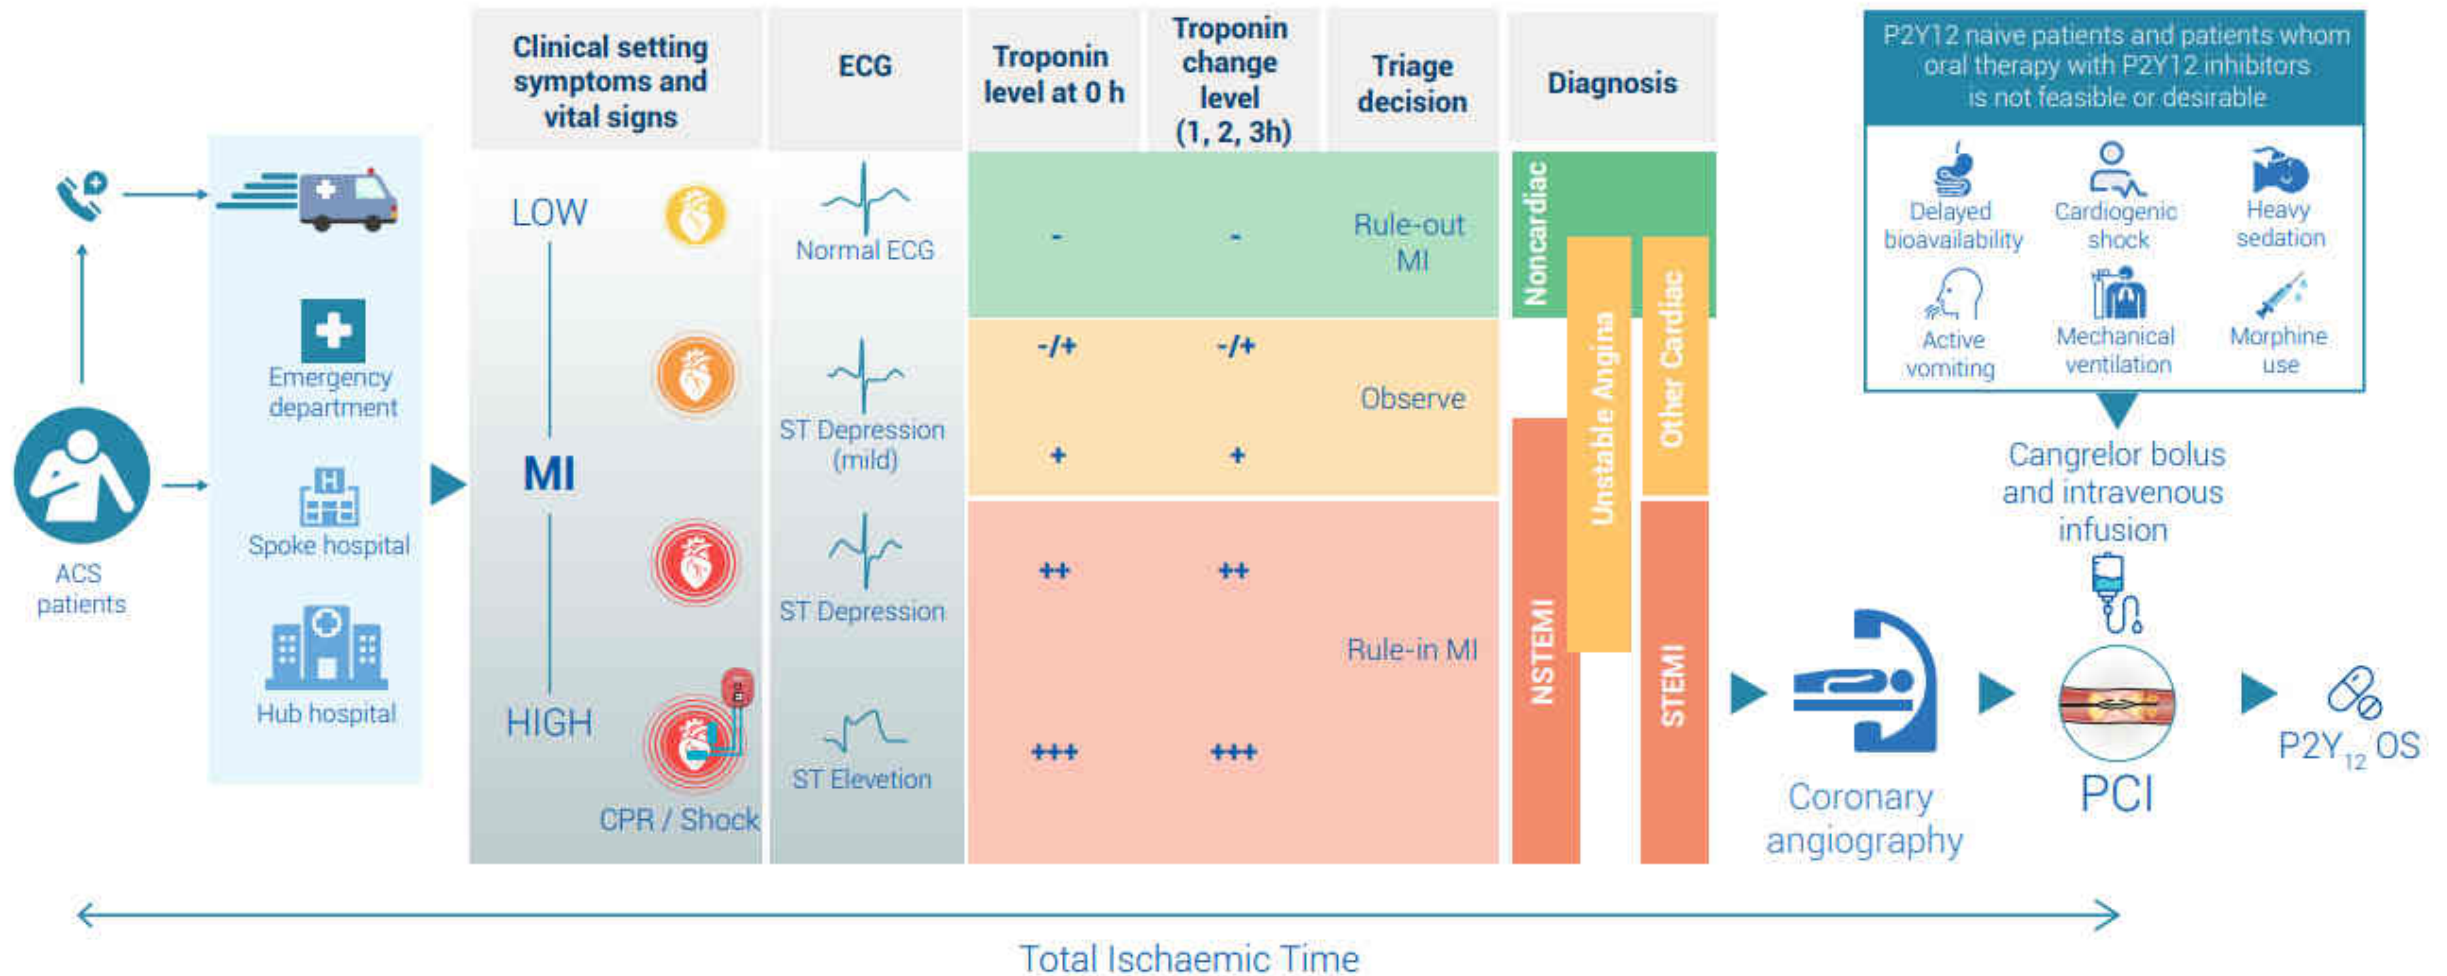 Clinical setting
symptoms and
vital signs
ECG
Troponin
level at 0 h
Troponin
change
level
(1, 2, 3h)
Triage
decision
Diagnosis
P2Y12 naive patients and patients whom
oral therapy with P2Y12 inhibitors
is not feasible or desirable
Delayed
bioavailability
Cardiogenic
shock
Heavy
sedation
Active
vomiting
Mechanical
ventilation
Morphine
use
ACS
patients
Emergency
department
H
Spoke hospital
Hub hospital
LOW
MI
HIGH
CPR / Shock
Normal ECG
ST Depression
(mild)
ST Depression
ST Elevetion
-
-
Rule-out
MI
-/+
-/+
Observe
+
+
++
++
Rule-in MI
+++
+++
Noncardiac
Unstable Angina
Other Cardiac
NSTEMI
STEMI
Coronary
angiography
Cangrelor bolus
and intravenous
infusion
PCI
P2Y12 OS
Total Ischaemic Time